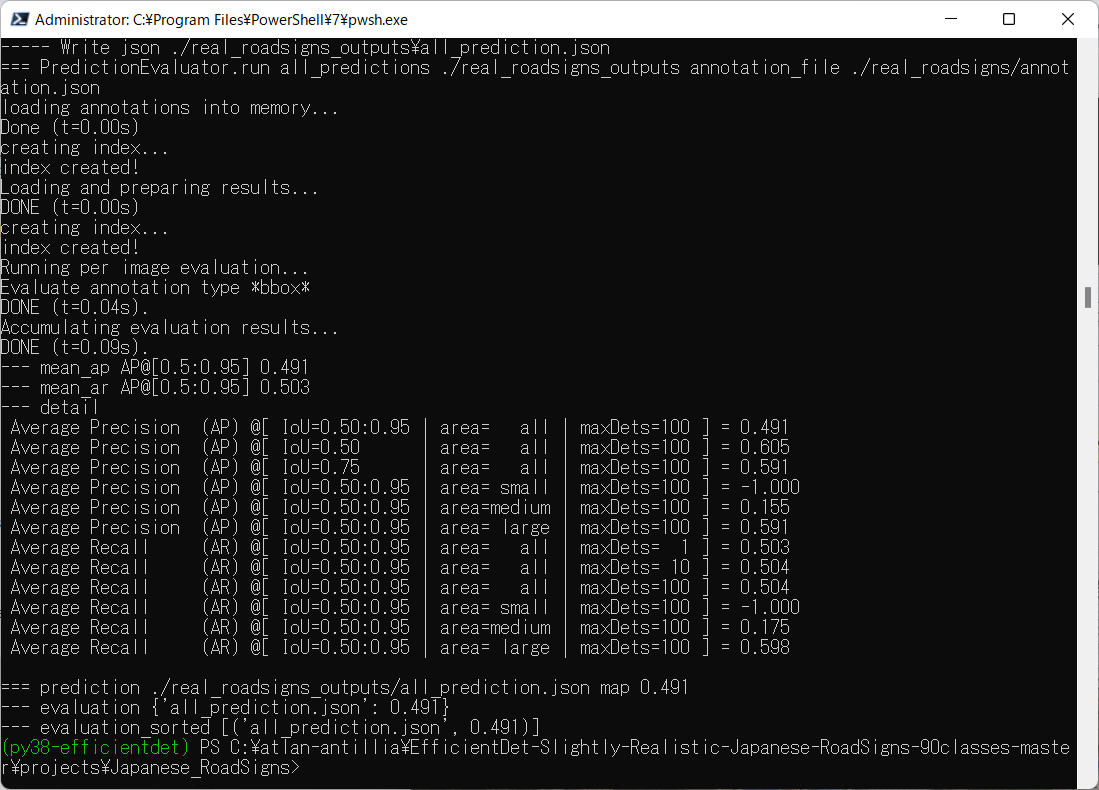 Administrator: C:¥Program Files¥PowerShell¥7¥pwsh.exe
----- Write json ./real_roadsigns_outputs¥all_prediction.json
=== PredictionEvaluator.run all_predictions ./real_roadsigns_outputs annotation_file ./real_roadsigns/annot
ation.json
loading annotations into memory...
Done (t=0.00s)
creating index...
index created!
Loading and preparing results...
DONE (t=0.00s)
creating index...
index created!
Running per image evaluation...
Evaluate annotation type *bbox*
DONE (t=0.04s).
Accumulating evaluation results...
DONE (t=0.09s).
--- mean_ap AP@[0.5:0.95] 0.491
--- mean_ar AP@[0.5:0.95] 0.503
--- detail
Average Precision  (AP) @[ IoU=0.50:0.95 | area=   all | maxDets=100 ] = 0.491
Average Precision  (AP) @[ IoU=0.50      | area=   all | maxDets=100 ] = 0.605
Average Precision  (AP) @[ IoU=0.75      | area=   all | maxDets=100 ] = 0.591
Average Precision  (AP) @[ IoU=0.50:0.95 | area= small | maxDets=100 ] = -1.000
Average Precision  (AP) @[ IoU=0.50:0.95 | area=medium | maxDets=100 ] = 0.155
Average Precision  (AP) @[ IoU=0.50:0.95 | area= large | maxDets=100 ] = 0.591
Average Recall     (AR) @[ IoU=0.50:0.95 | area=   all | maxDets=  1 ] = 0.503
Average Recall     (AR) @[ IoU=0.50:0.95 | area=   all | maxDets= 10 ] = 0.504
Average Recall     (AR) @[ IoU=0.50:0.95 | area=   all | maxDets=100 ] = 0.504
Average Recall     (AR) @[ IoU=0.50:0.95 | area= small | maxDets=100 ] = -1.000
Average Recall     (AR) @[ IoU=0.50:0.95 | area=medium | maxDets=100 ] = 0.175
Average Recall     (AR) @[ IoU=0.50:0.95 | area= large | maxDets=100 ] = 0.598
=== prediction ./real_roadsigns_outputs/all_prediction.json map 0.491
--- evaluation {'all_prediction.json': 0.491}
--- evaluation_sorted [('all_prediction.json', 0.491)]
(py38-efficientdet) PS C:¥atlan-antillia¥EfficientDet-Slightly-Realistic-Japanese-RoadSigns-90classes-maste
r¥projects¥Japanese_RoadSigns>